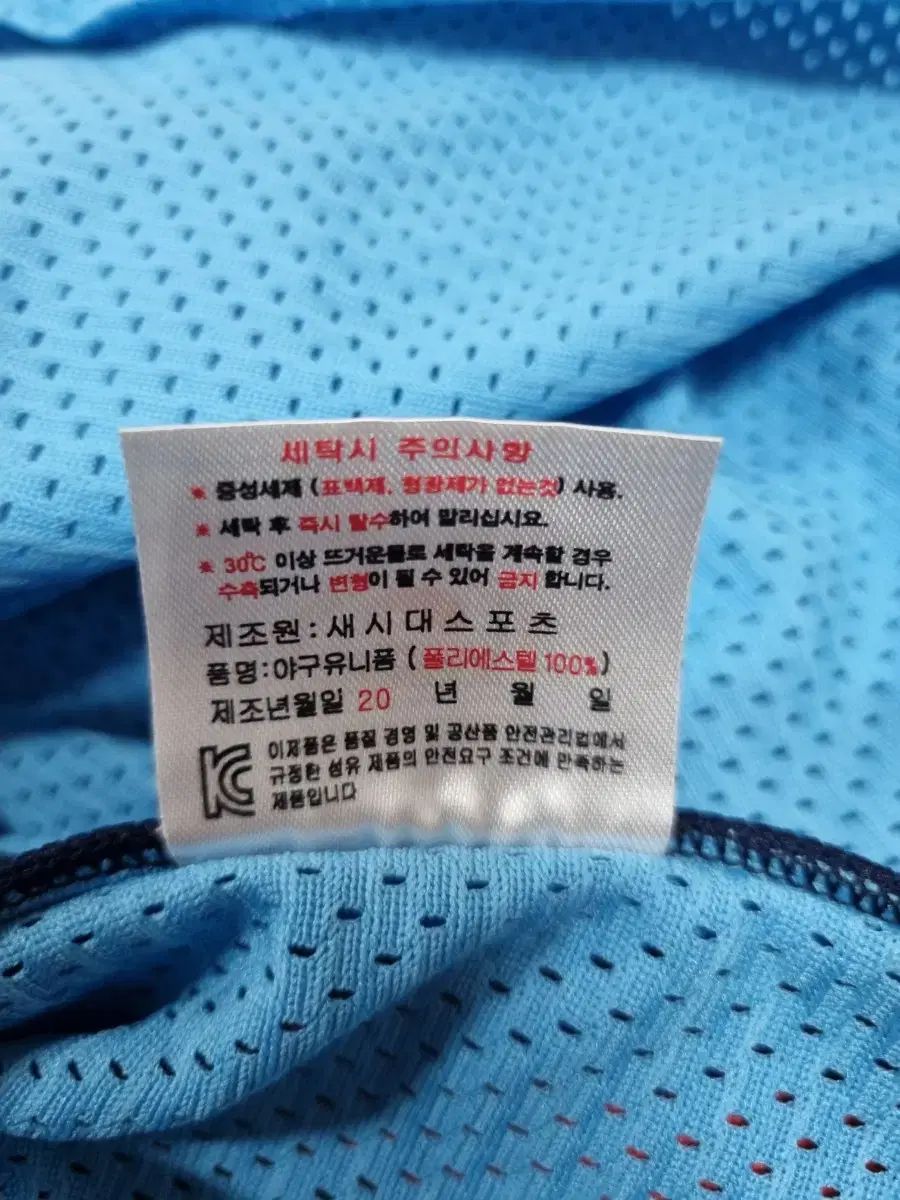 세탁시 주의사항
* 중성세제 (표백제, 형광제가 없는것) 사용.
* 세탁 후 즉시 탈수하여 말리십시요.
* 30℃ 이상 뜨거운물로 세탁을 계속할 경우
수축되거나 변형이 될 수 있어 금지 합니다.
제조원 : 새시대스포츠
품명:야구유니폼 (폴리에스텔 100%)
제조년월일 20 년 월 일
이제품은 품질 경영 및 공산품 안전관리법에서
규정한 섬유 제품의 안전요구 조건에 만족하는
제품입니다